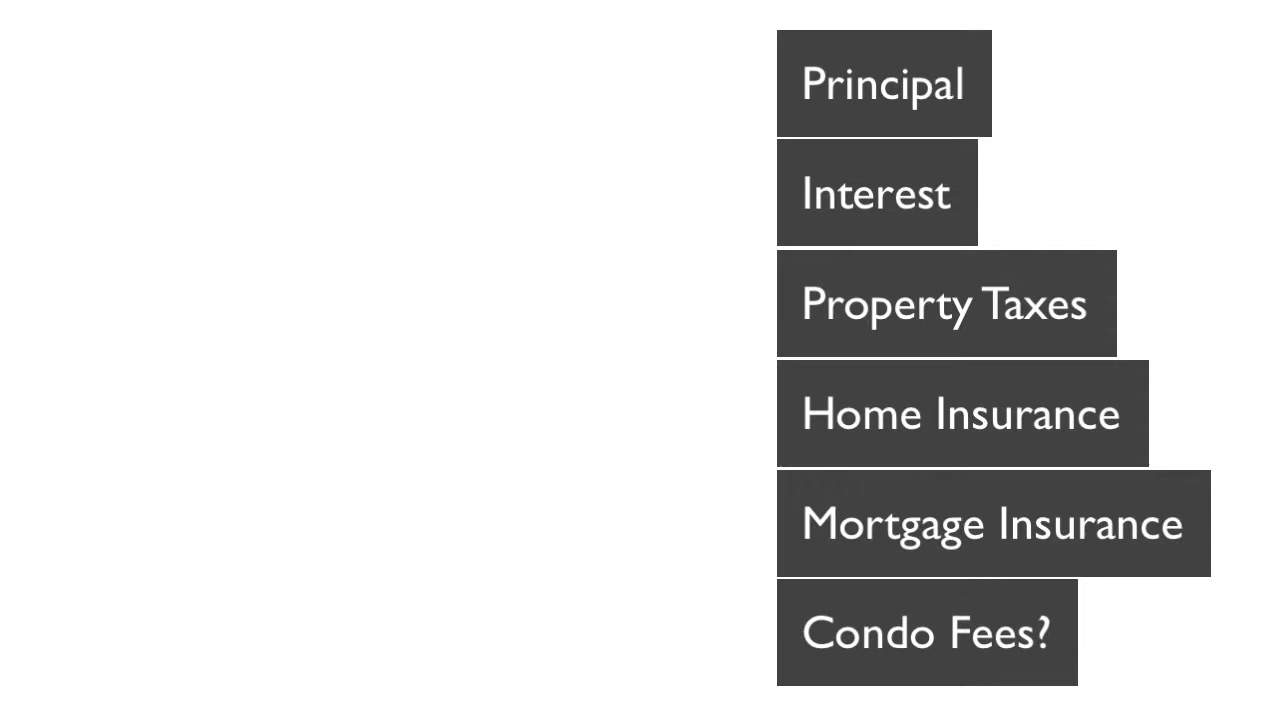 Principal
Interest
Property Taxes
Home Insurance
Mortgage Insurance
Condo Fees?